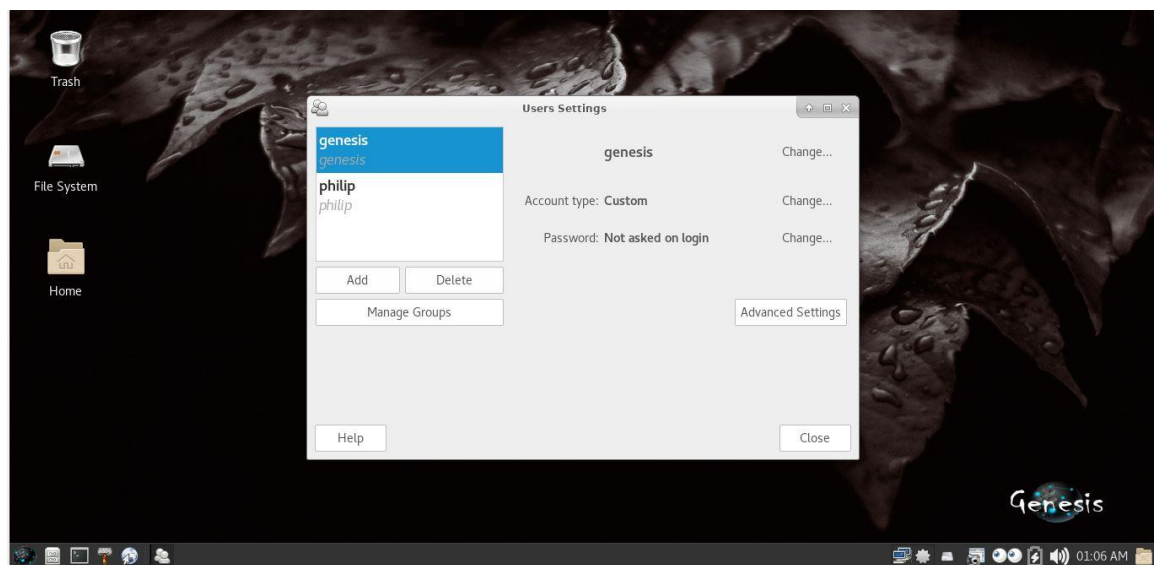 Trash
File System
Home
Users Settings
genesis
genesis
philip
philip
Add
Delete
Manage Groups
genesis
Change...
Account type: Custom
Change...
Password: Not asked on login
Change...
Advanced Settings
Help
Close
Genesis
01:06 AM